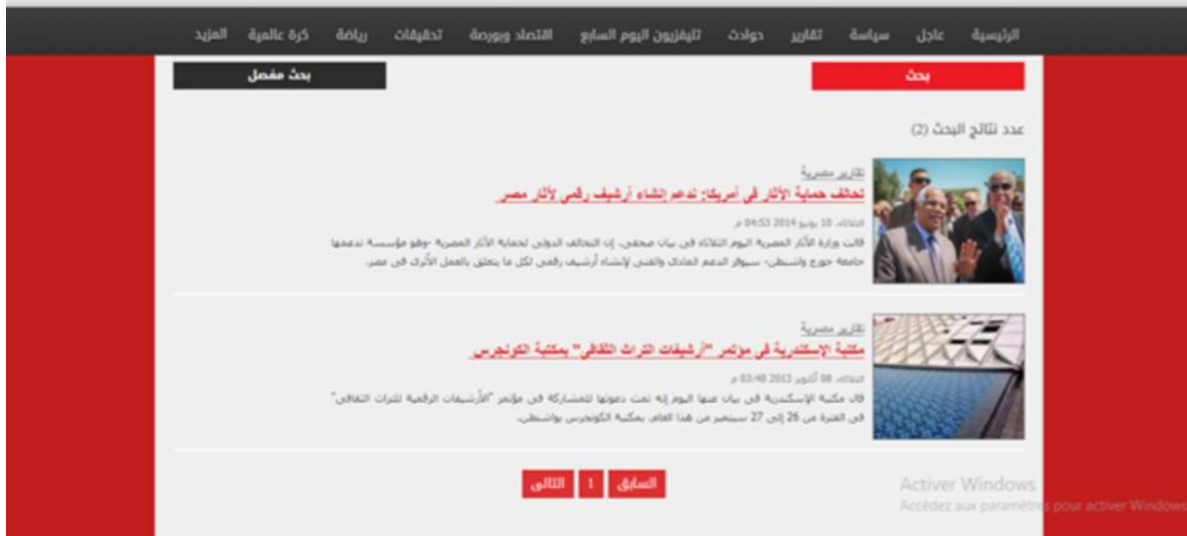 الرئيسية عاجل سياسة تقارير حوادث تليفزيون اليوم السابع اقتصاد وبورصة تحقيقات رياضة كرة عالمية المزيد
بحث
بحث مفصل
عدد نتائج البحث (2)
تقارير مصرية
تحالف حماية الآثار فى أمريكا: ندعم إنشاء أرشيف رقمى لآثار مصر
الثلاثاء، 10 يونيو 2014 04:53 م
قالت وزارة الآثار المصرية اليوم الثلاثاء فى بيان صحفى، إن التحالف الدولى لحماية الآثار المصرية -وهو مؤسسة تدعمها
جامعة جورج واشنطن- سيوفر الدعم المادى والفنى لإنشاء أرشيف رقمى لكل ما يتعلق بالعمل الأثرى فى مصر.
تقارير مصرية
مكتبة الإسكندرية فى مؤتمر "أرشيفات التراث الثقافى" بمكتبة الكونجرس
الثلاثاء، 08 أكتوبر 2013 03:48 م
قال مكتبة الإسكندرية فى بيان منها اليوم إنه تمت دعوتها للمشاركة فى مؤتمر "الأرشيفات الرقمية للتراث الثقافى"
فى الفترة من 26 إلى 27 سبتمبر من هذا العام، بمكتبة الكونجرس بواشنطن.
السابق 1 التالى
Activer Windows
Accédez aux paramètres pour activer Windows